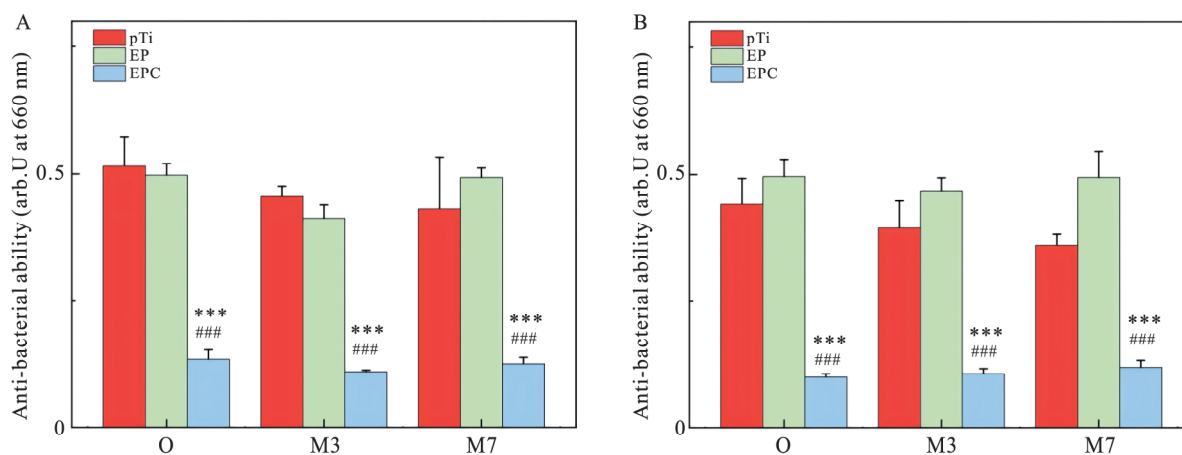 A
Anti-bacterial ability (arb.U at 660 nm)
pTi
EP
EPC
0.5
0
***
###
***
###
***
###
O M3 M7
B
Anti-bacterial ability (arb.U at 660 nm)
pTi
EP
EPC
0.5
0
***
###
***
###
***
###
O M3 M7